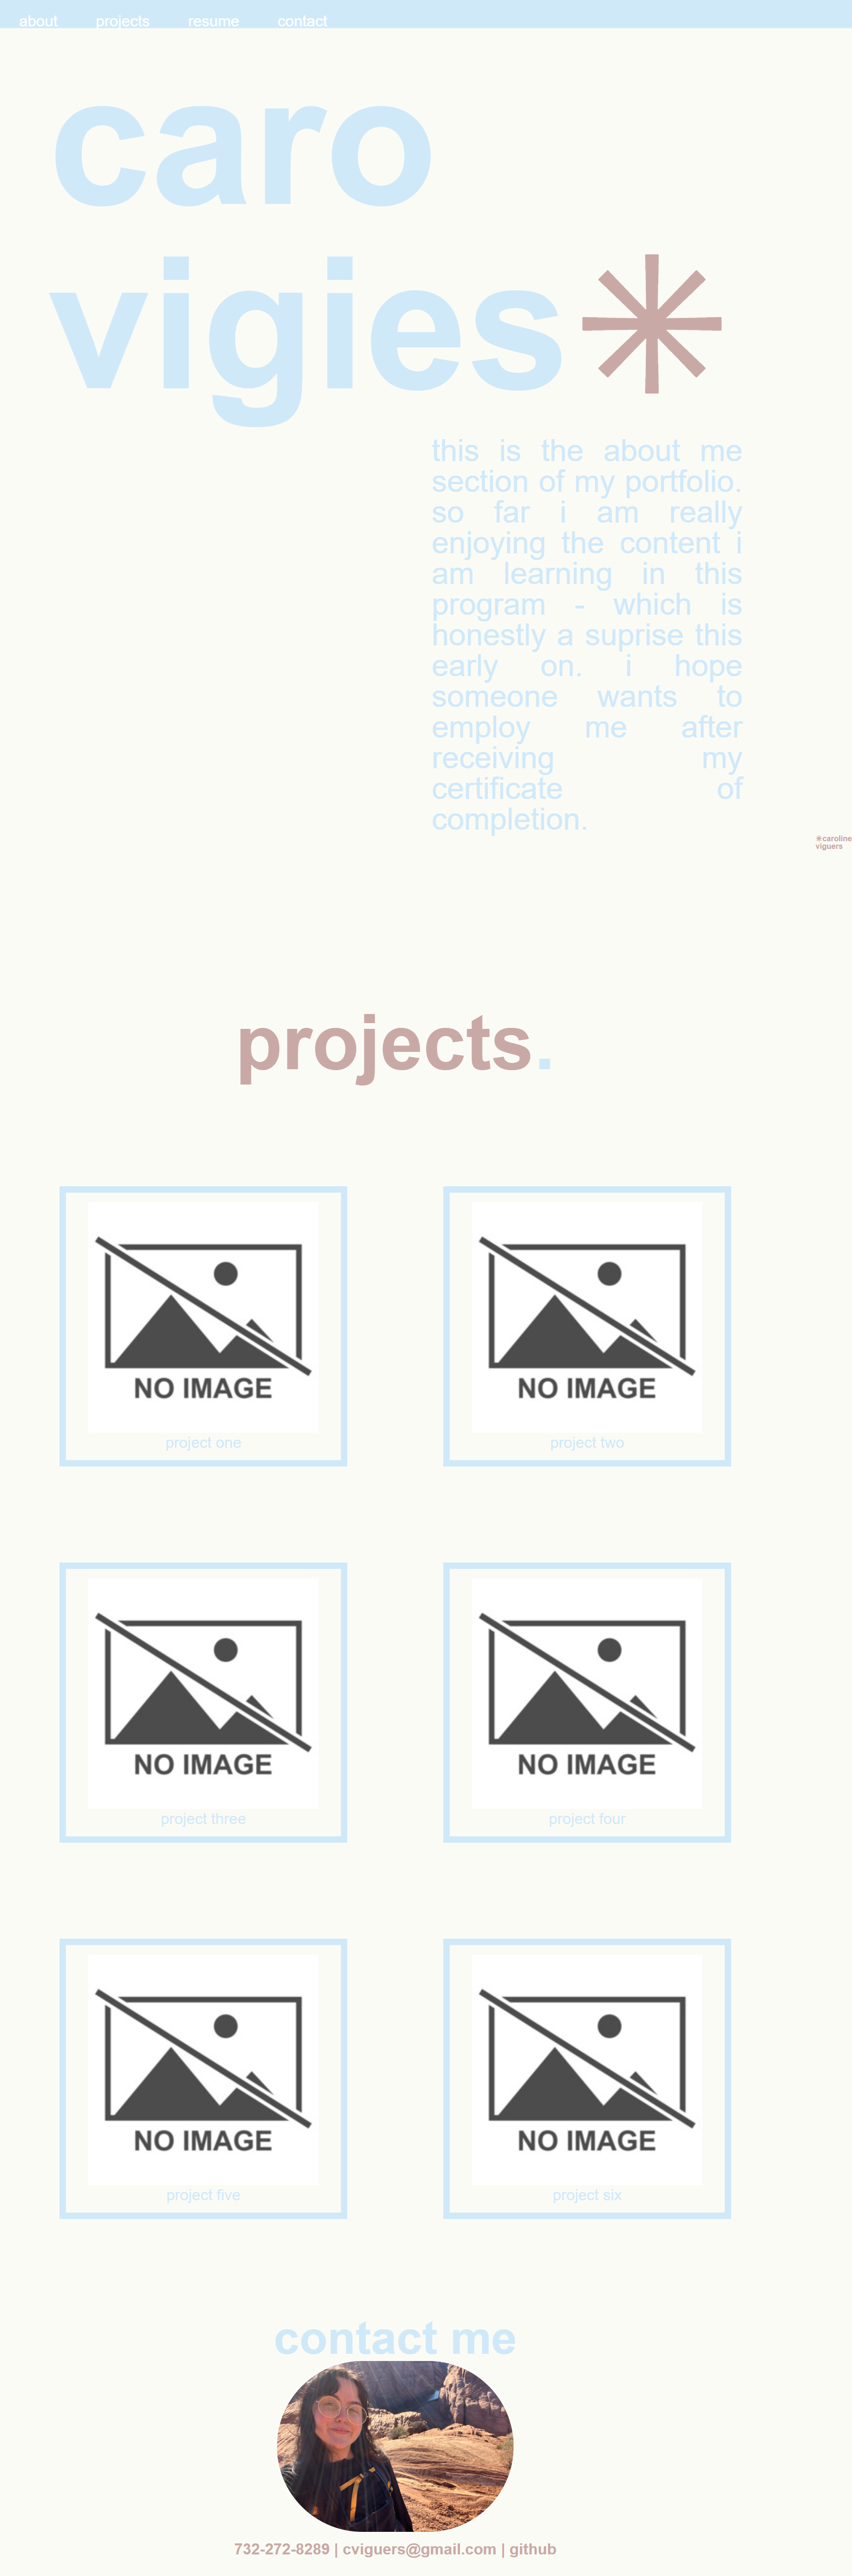 about projects resume contact
caro
vigies✳
this is the about me
section of my portfolio.
so far i am really
enjoying the content i
am learning in this
program - which is
honestly a suprise this
early on. i hope
someone wants to
employ me after
receiving my
certificate of
completion.
✳caroline
viguers
projects.
NO IMAGE NO IMAGE
project one project two
NO IMAGE NO IMAGE
project three project four
NO IMAGE NO IMAGE
project five project six
contact me
732-272-8289 | cviguers@gmail.com | github